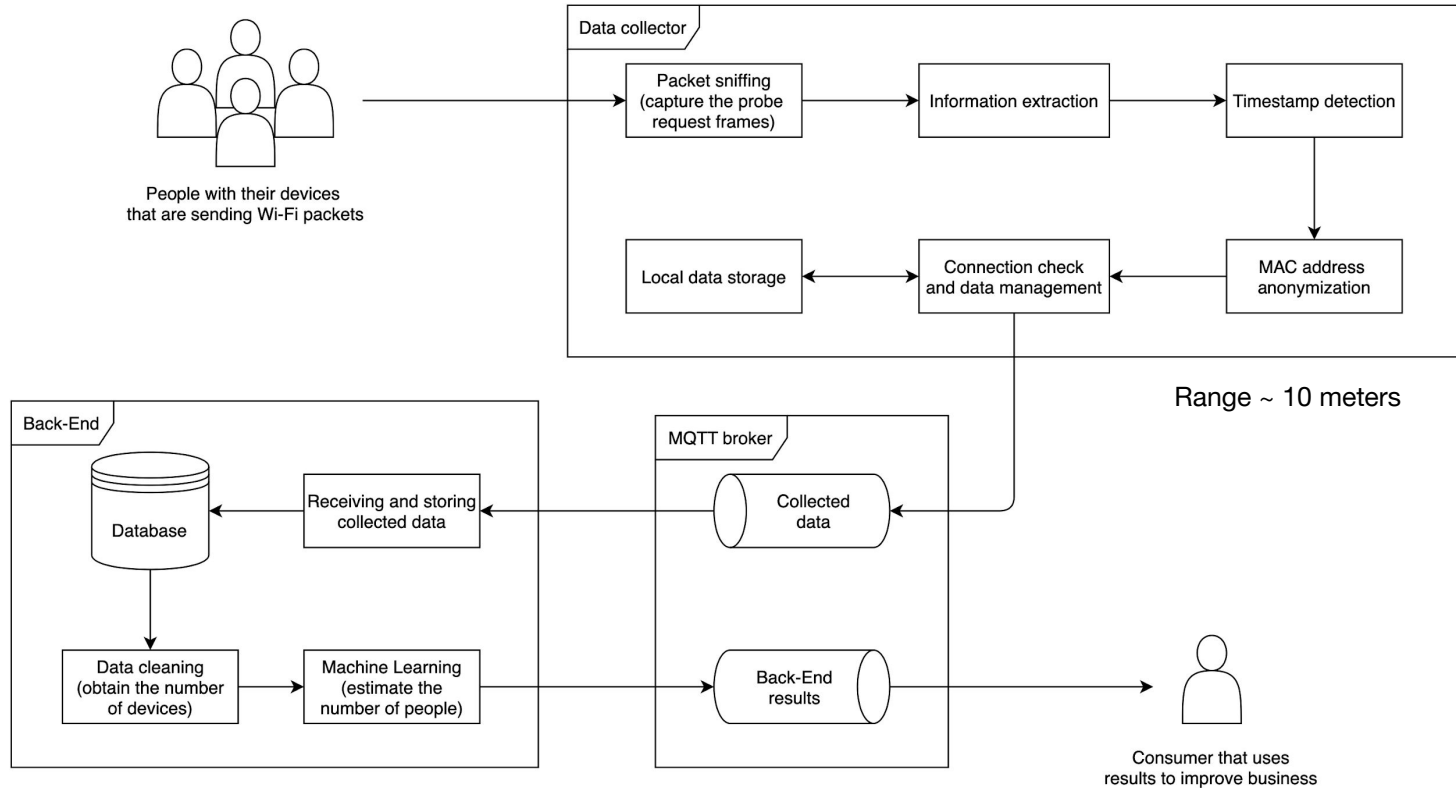 Data collector
Packet sniffing
(capture the probe
request frames)
Information extraction
Timestamp detection
People with their devices
that are sending Wi-Fi packets
Local data storage
Connection check
and data management
MAC address
anonymization
Range ~ 10 meters
Back-End
MQTT broker
Database
Receiving and storing
collected data
Collected
data
Data cleaning
(obtain the number
of devices)
Machine Learning
(estimate the
number of people)
Back-End
results
Consumer that uses
results to improve business